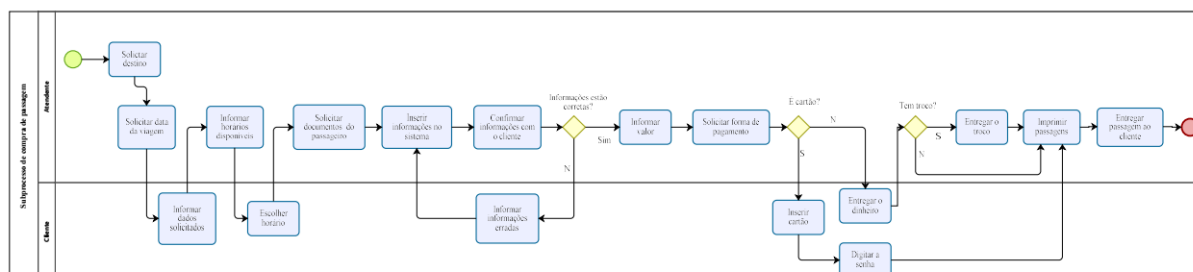 Subprocesso de compra de passagem
Atendente
Solicitar
destino
Solicitar data
da viagem
Informar
horários
disponíveis
Solicitar
documentos do
passageiro
Inserir
informações no
sistema
Confirmar
informações com
o cliente
Informações estão
corretas?
Sim
N
Informar
valor
Solicitar forma de
pagamento
É cartão?
N
S
Tem troco?
S
N
Entregar o
troco
Imprimir
passagens
Entregar
passagem ao
cliente
Cliente
Informar
dados
solicitados
Escolher
horário
Informar
informações
erradas
Inserir
cartão
Entregar o
dinheiro
Digitar a
senha